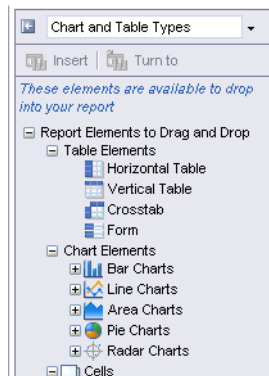 Chart and Table Types
Insert Turn to
These elements are available to drop
into your report
Report Elements to Drag and Drop
Table Elements
Horizontal Table
Vertical Table
Crosstab
Form
Chart Elements
Bar Charts
Line Charts
Area Charts
Pie Charts
Radar Charts
Cells